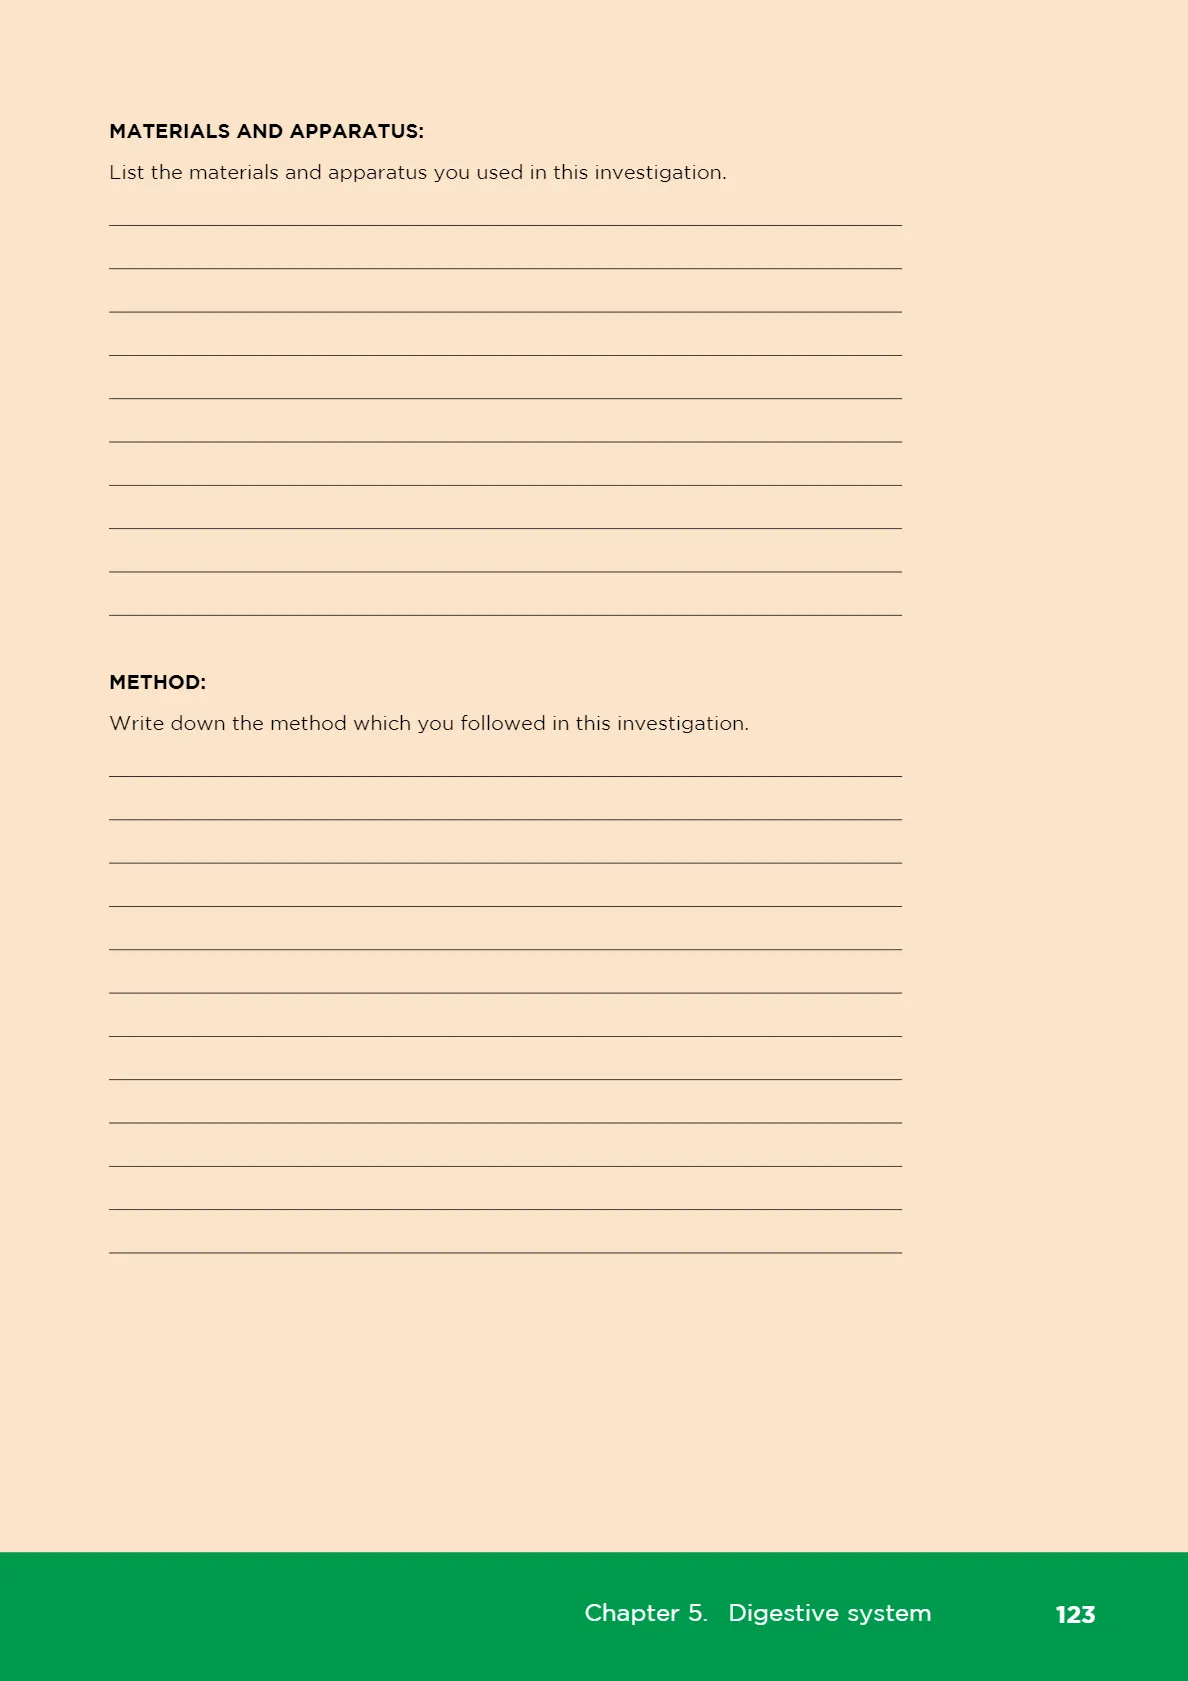 MATERIALS AND APPARATUS:
List the materials and apparatus you used in this investigation.
METHOD:
Write down the method which you followed in this investigation.
Chapter 5. Digestive system 123